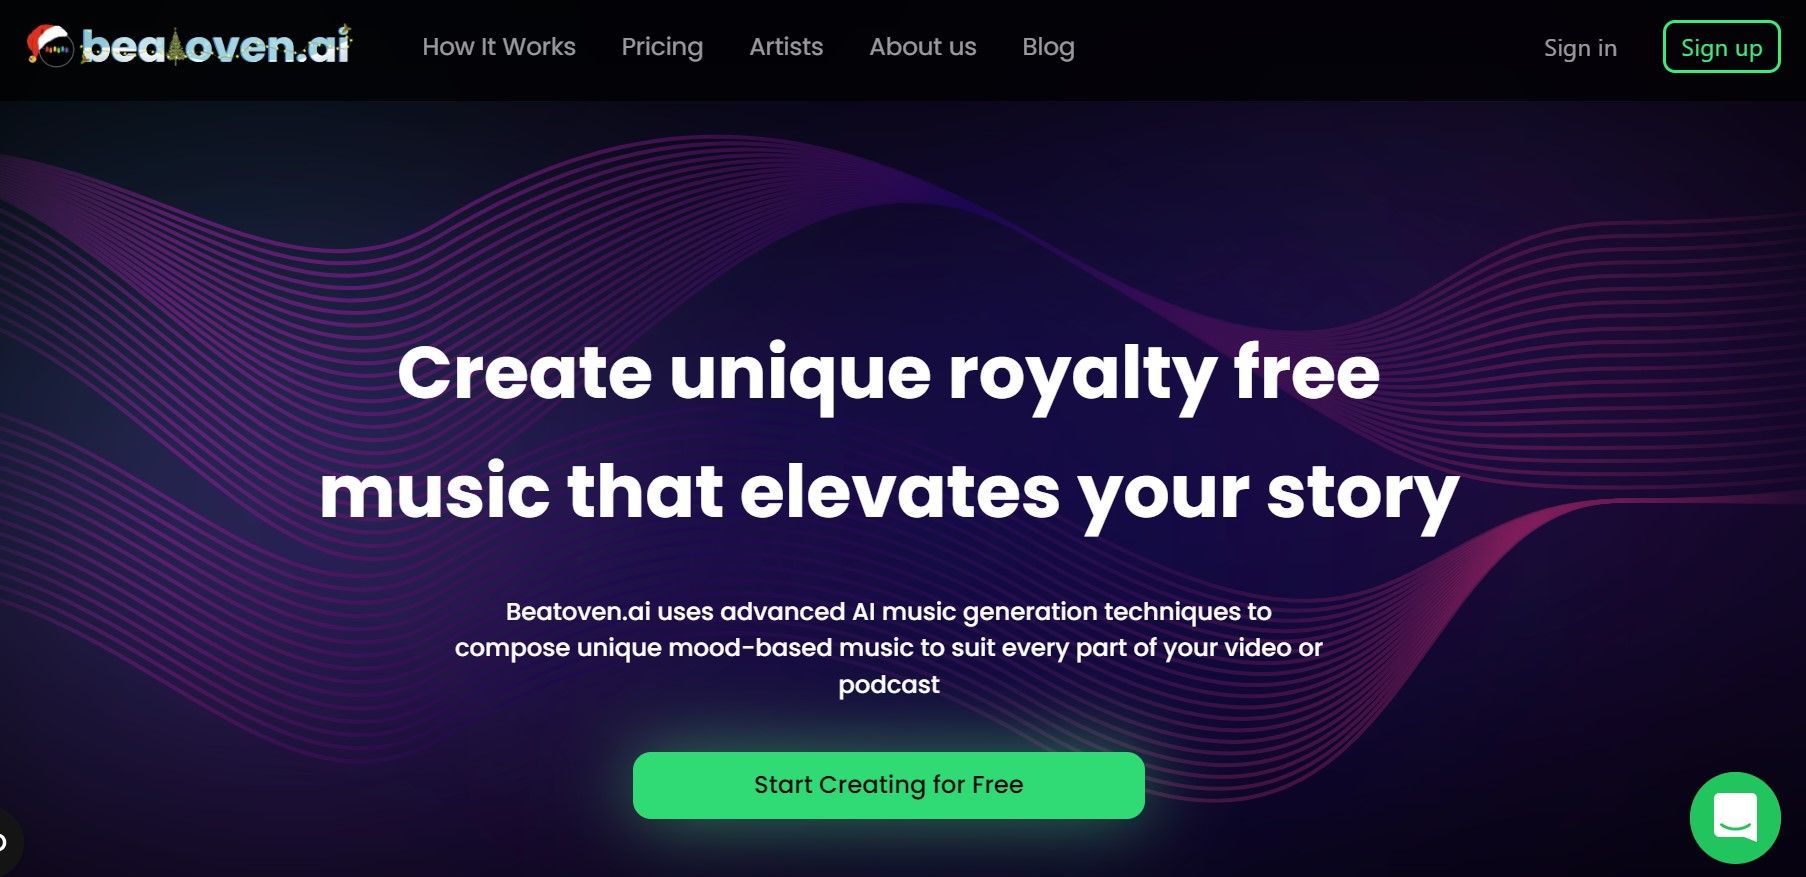 beatoven.ai
How It Works
Pricing
Artists
About us
Blog
Sign in
Sign up
Create unique royalty free
music that elevates your story
Beatoven.ai uses advanced AI music generation techniques to
compose unique mood-based music to suit every part of your video or
podcast
Start Creating for Free